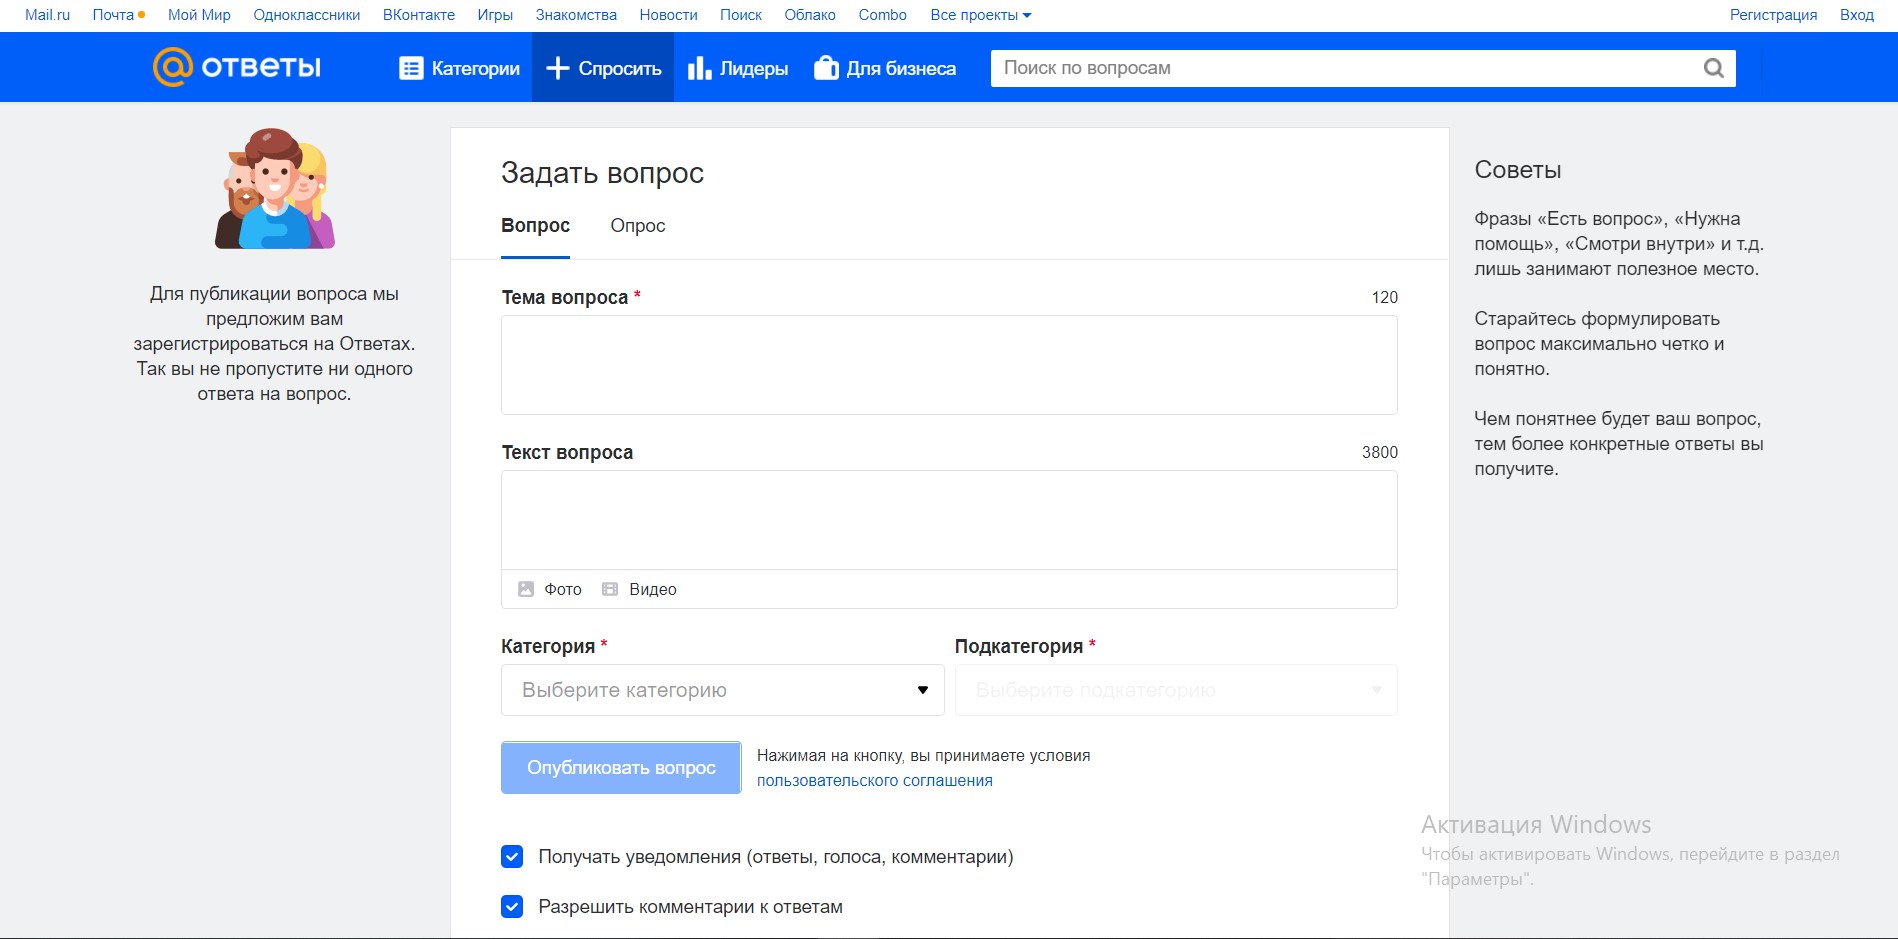 Mail.ru Почта Мой Мир Одноклассники ВКонтакте Игры Знакомства Новости Поиск Облако Combo Все проекты Регистрация Вход
@ ответы Категории Спросить Лидеры Для бизнеса Поиск по вопросам
Для публикации вопроса мы
предложим вам
зарегистрироваться на Ответах.
Так вы не пропустите ни одного
ответа на вопрос.
Задать вопрос
Вопрос Опрос
Тема вопроса * 120
Текст вопроса 3800
Фото Видео
Категория * Подкатегория *
Выберите категорию Выберите подкатегорию
Опубликовать вопрос
Нажимая на кнопку, вы принимаете условия
пользовательского соглашения
Получать уведомления (ответы, голоса, комментарии)
Разрешить комментарии к ответам
Советы
Фразы «Есть вопрос», «Нужна
помощь», «Смотри внутри» и т.д.
лишь занимают полезное место.
Старайтесь формулировать
вопрос максимально четко и
понятно.
Чем понятнее будет ваш вопрос,
тем более конкретные ответы вы
получите.
Активация Windows
Чтобы активировать Windows, перейдите в раздел
"Параметры".